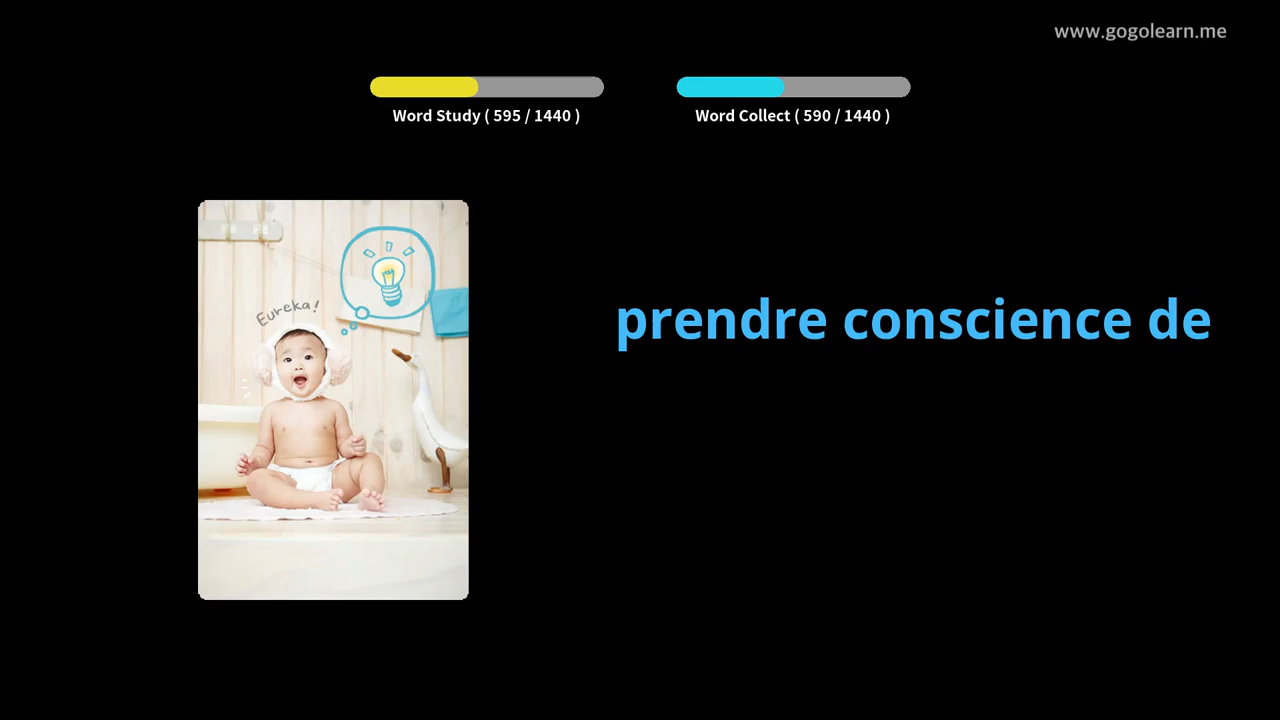 www.gogolearn.me
Word Study ( 595 / 1440 )
Word Collect ( 590 / 1440 )
Eureka!
prendre conscience de